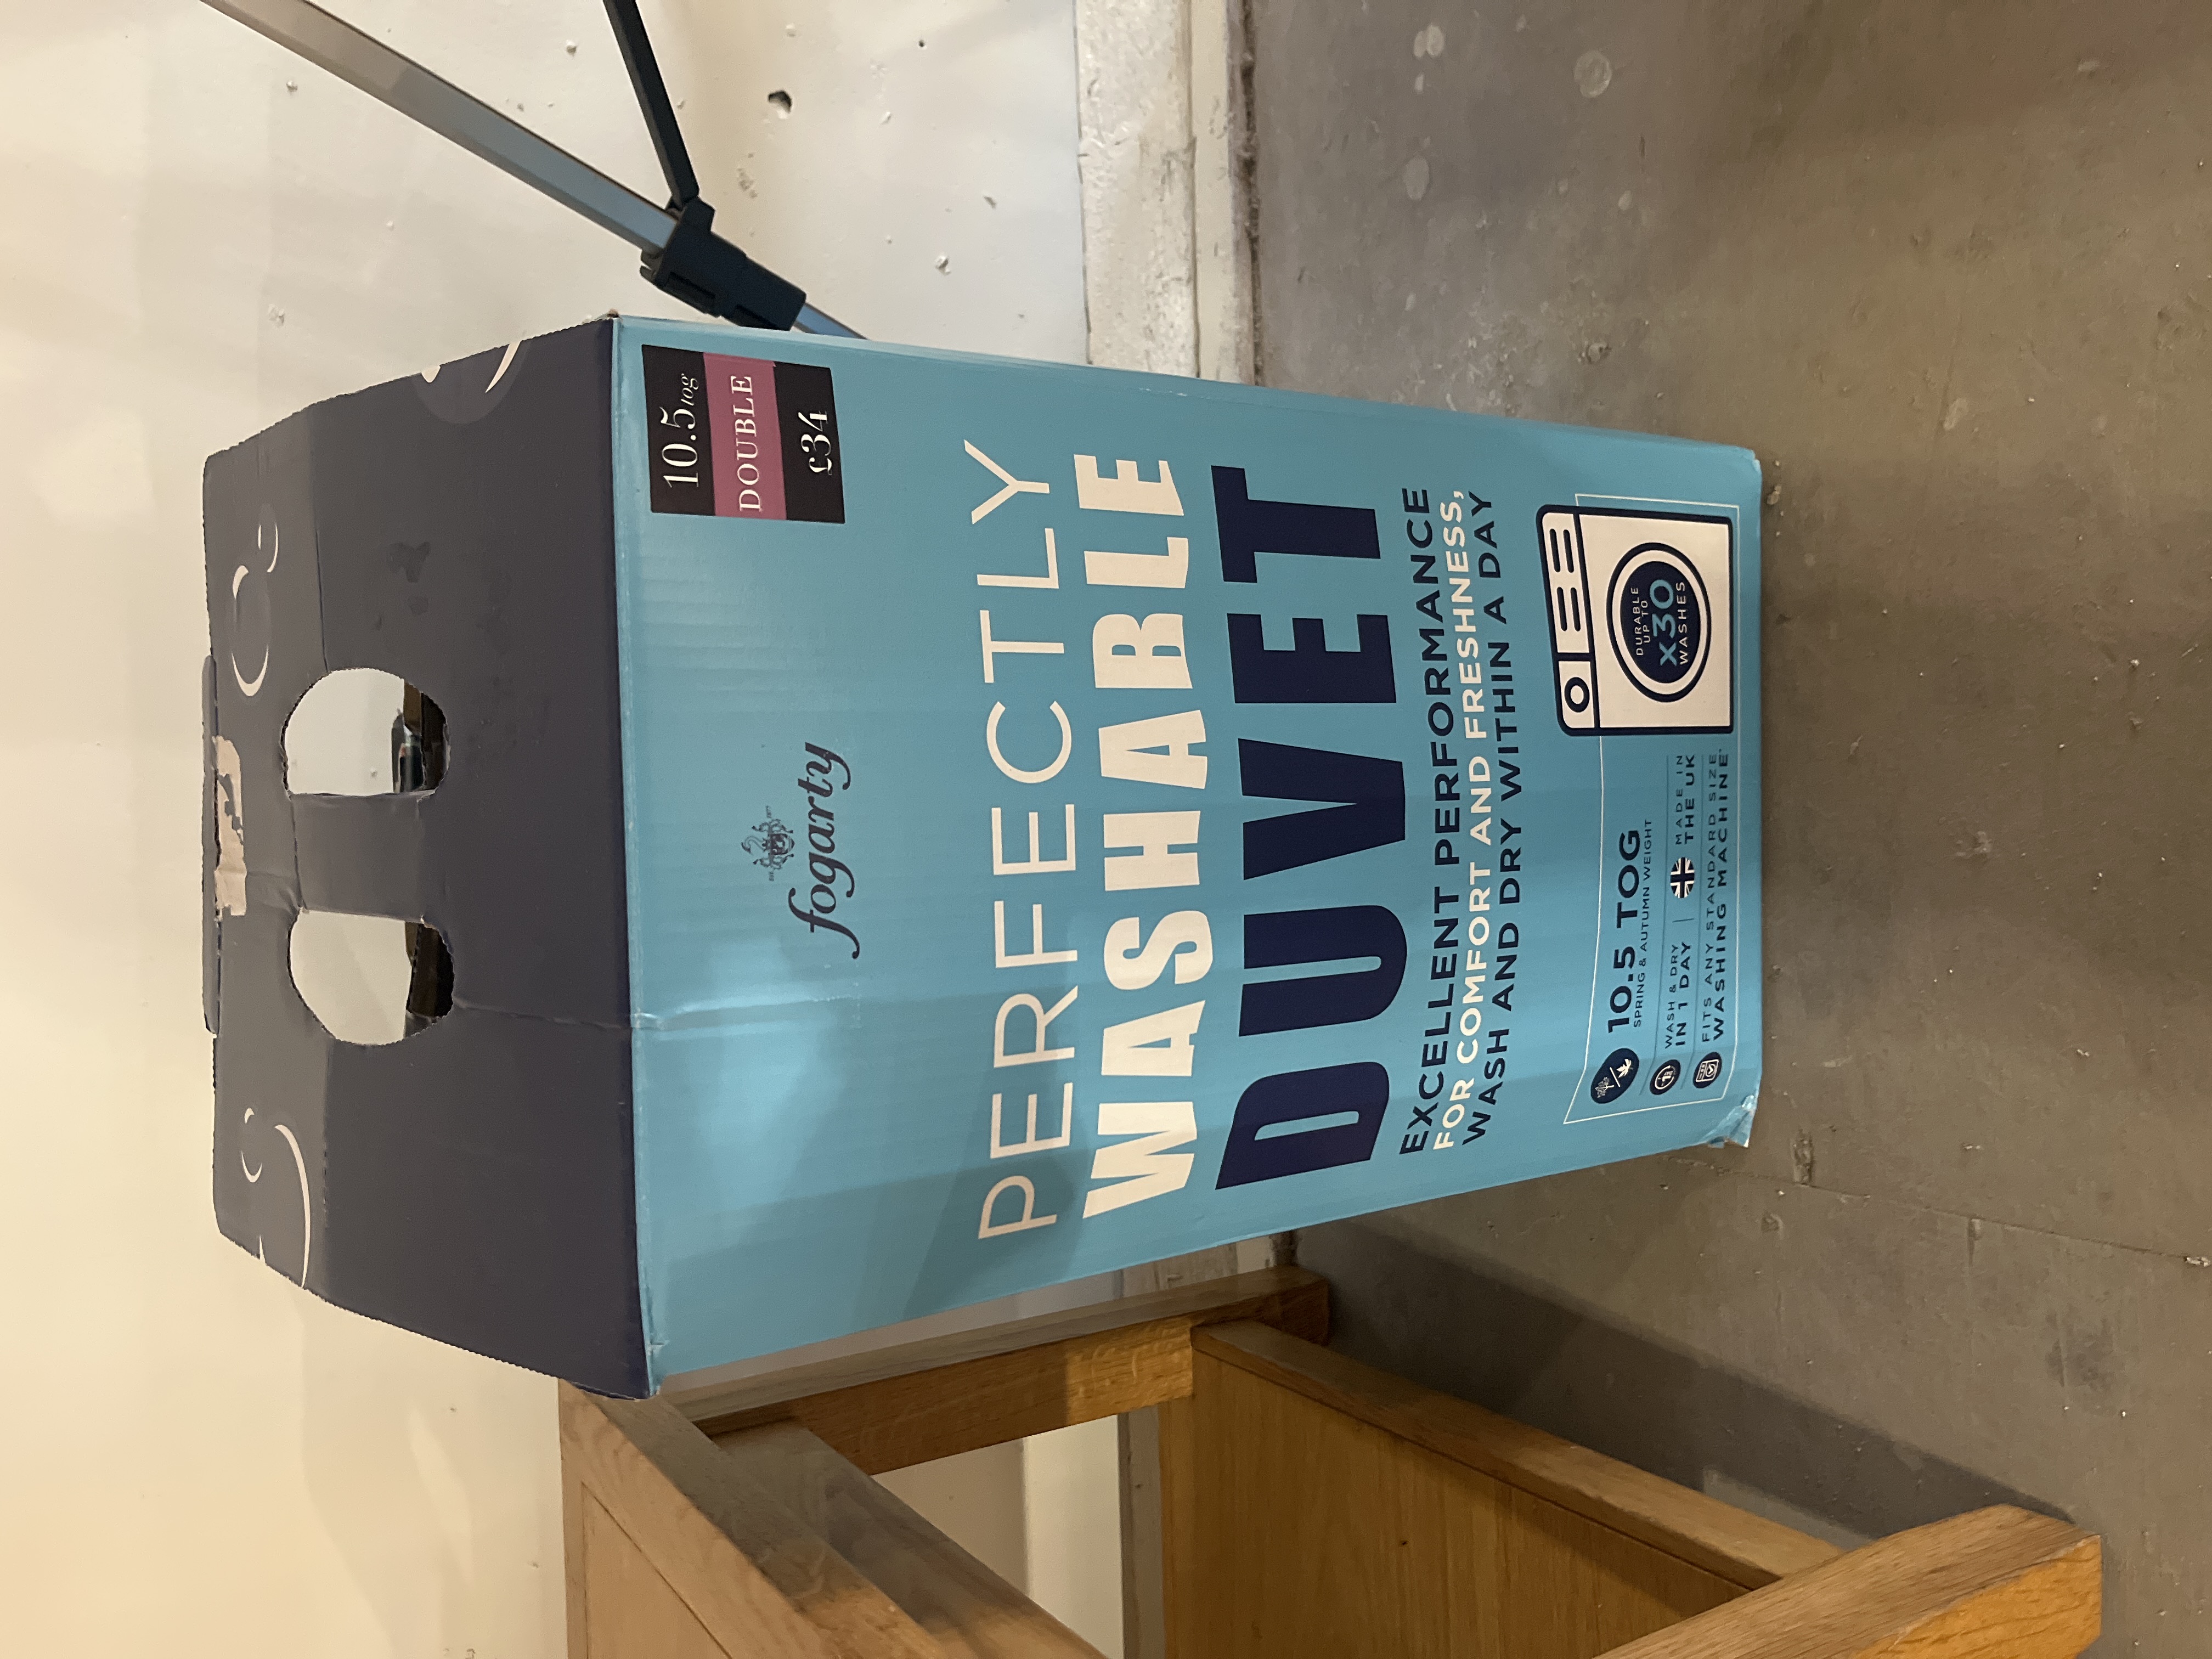 10.5tog
DOUBLE
£34
fogarty
PERFECTLY
WASHABLE
DUVET
EXCELLENT PERFORMANCE
FOR COMFORT AND FRESHNESS,
WASH AND DRY WITHIN A DAY
10.5 TOG
SPRING & AUTUMN WEIGHT
WASH & DRY
IN 1 DAY
MADE IN
THE UK
FITS ANY STANDARD SIZE
WASHING MACHINE*
DURABLE
UP TO
X30
WASHES